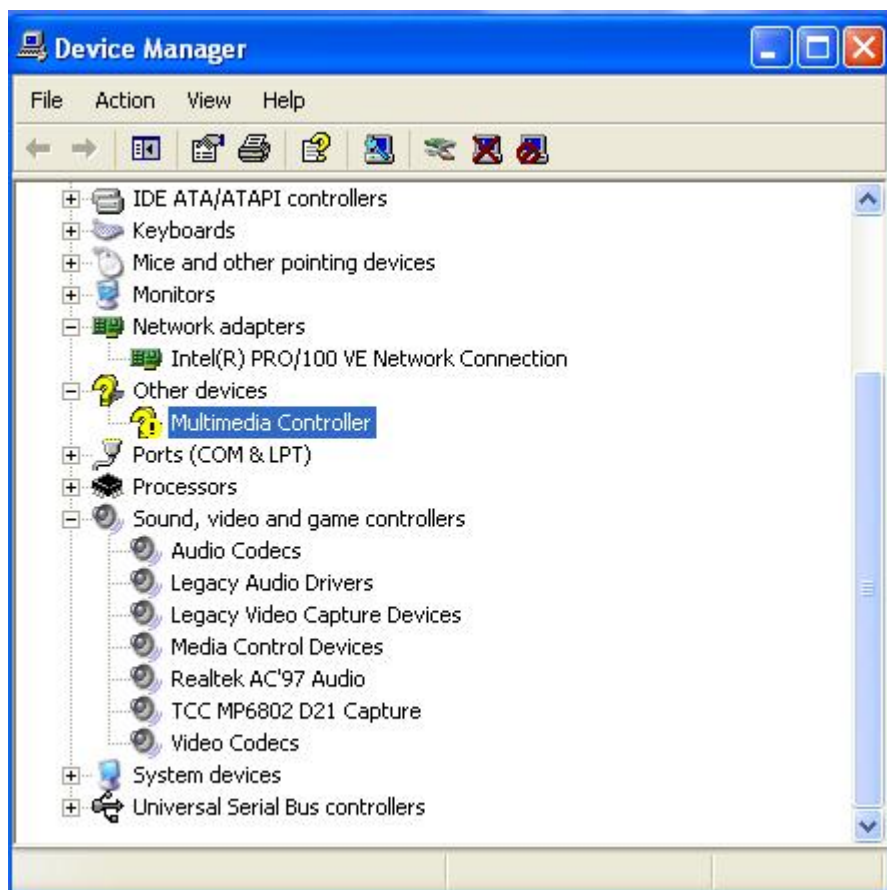 Device Manager
File Action View Help
IDE ATA/ATAPI controllers
Keyboards
Mice and other pointing devices
Monitors
Network adapters
Intel(R) PRO/100 VE Network Connection
Other devices
Multimedia Controller
Ports (COM & LPT)
Processors
Sound, video and game controllers
Audio Codecs
Legacy Audio Drivers
Legacy Video Capture Devices
Media Control Devices
Realtek AC'97 Audio
TCC MP6802 D21 Capture
Video Codecs
System devices
Universal Serial Bus controllers